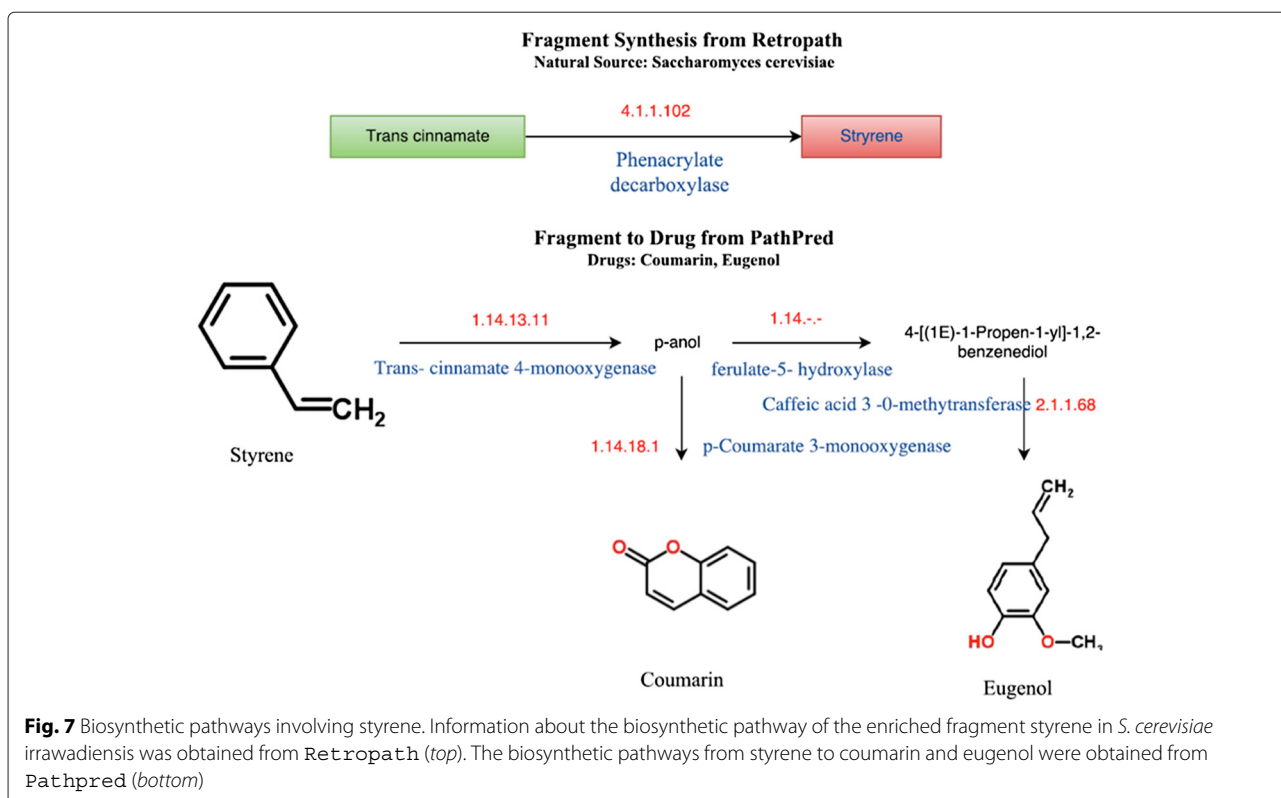 Fragment Synthesis from Retropath
Natural Source: Saccharomyces cerevisiae
4.1.1.102
Trans cinnamate
Stryrene
Phenacrylate
decarboxylase
Fragment to Drug from PathPred
Drugs: Coumarin, Eugenol
1.14.13.11
1.14.-.-
p-anol
4-[(1E)-1-Propen-1-yl]-1,2-
benzenediol
Trans- cinnamate 4-monooxygenase
ferulate-5- hydroxylase
CH2
Caffeic acid 3 -0-methytransferase 2.1.1.68
Styrene
1.14.18.1
p-Coumarate 3-monooxygenase
CH2
O
O
HO
O—CH3
Coumarin
Eugenol
Fig. 7 Biosynthetic pathways involving styrene. Information about the biosynthetic pathway of the enriched fragment styrene in S. cerevisiae
irrawadiensis was obtained from Retropath (top). The biosynthetic pathways from styrene to coumarin and eugenol were obtained from
Pathpred (bottom)